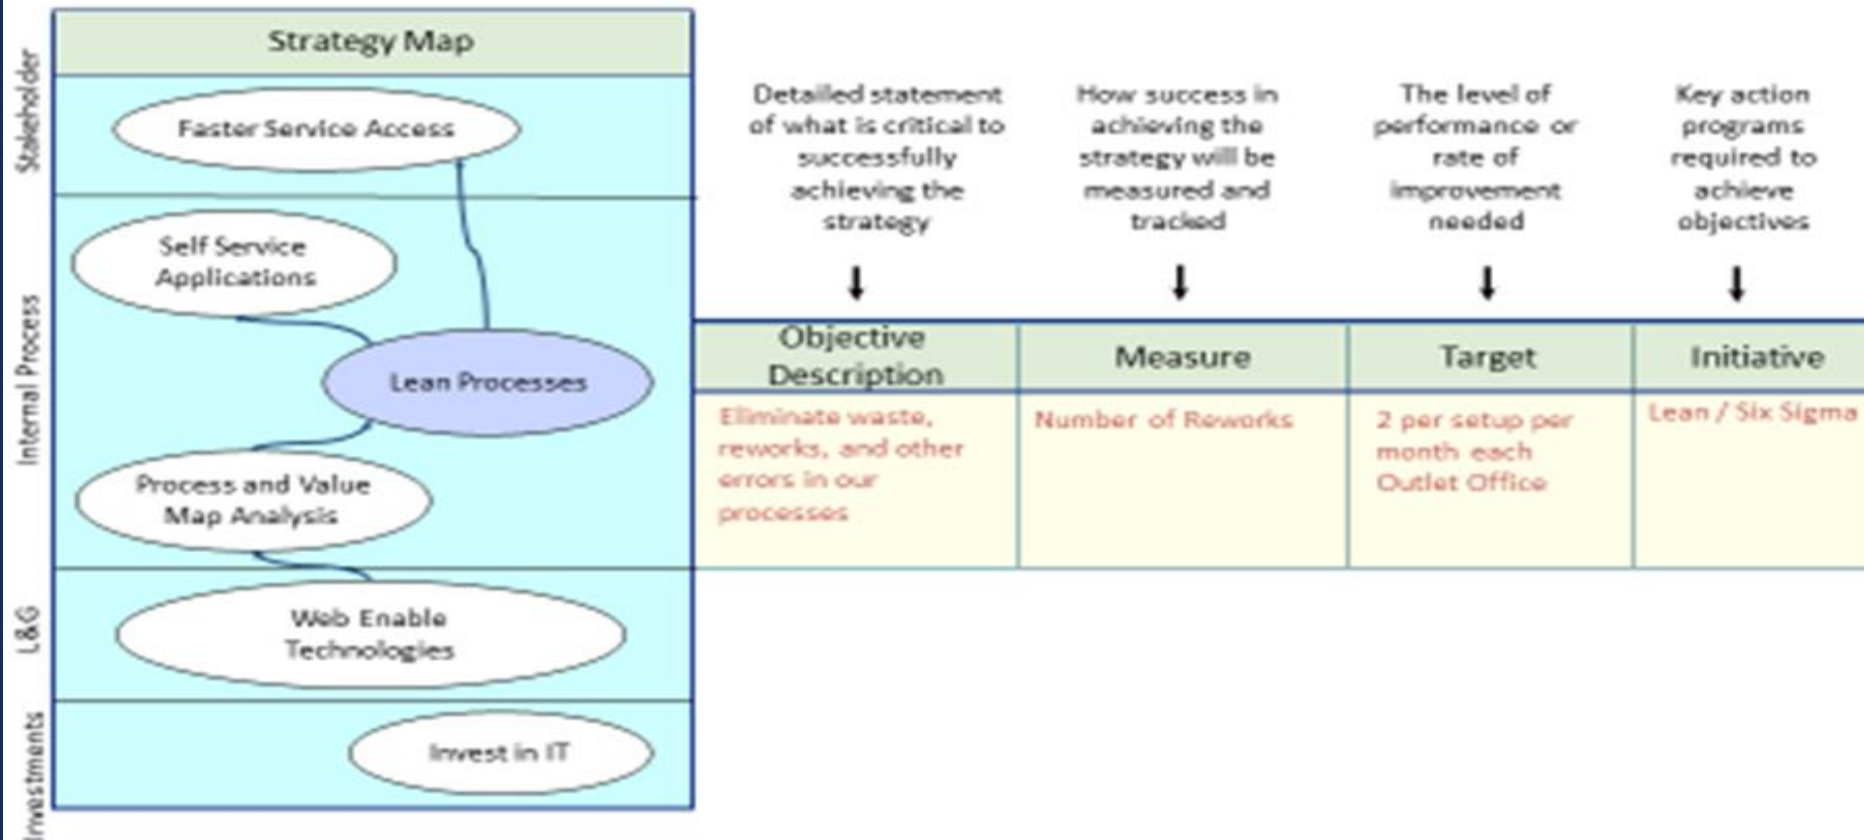 Strategy Map
Stakeholder
Faster Service Access
Internal Process
Self Service
Applications
Lean Processes
Process and Value
Map Analysis
L&G
Web Enable
Technologies
Investments
Invest in IT
Detailed statement
of what is critical to
successfully
achieving the
strategy
How success in
achieving the
strategy will be
measured and
tracked
The level of
performance or
rate of
improvement
needed
Key action
programs
required to
achieve
objectives
Objective
Description
Measure
Target
Initiative
Eliminate waste,
reworks, and other
errors in our
processes
Number of Reworks
2 per setup per
month each
Outlet Office
Lean / Six Sigma